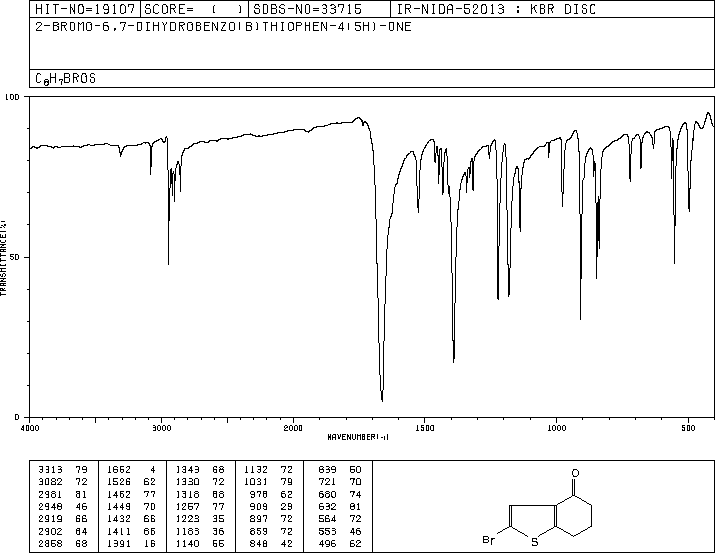 HIT-NO=19107 SCORE= ( ) SDBS-NO=33715 IR-NIDA-52013 : KBR DISC
2-BROMO-6,7-DIHYDROBENZO(B)THIOPHEN-4(5H)-ONE
C8H7BROS
100
50
0
TRANSMITTANCE(%)
4000 3000 2000 1500 1000 500
WAVENUMBER(-1)
3313 79 1662 4 1343 68 1132 72 839 50
3082 72 1526 62 1330 72 1031 79 721 70
2981 81 1462 77 1318 88 978 62 680 74
2948 46 1449 70 1257 77 909 29 632 81
2919 66 1432 66 1223 35 897 72 564 72
2902 64 1411 66 1183 36 859 72 553 46
2868 68 1391 16 1140 55 848 42 496 62
O
Br
S